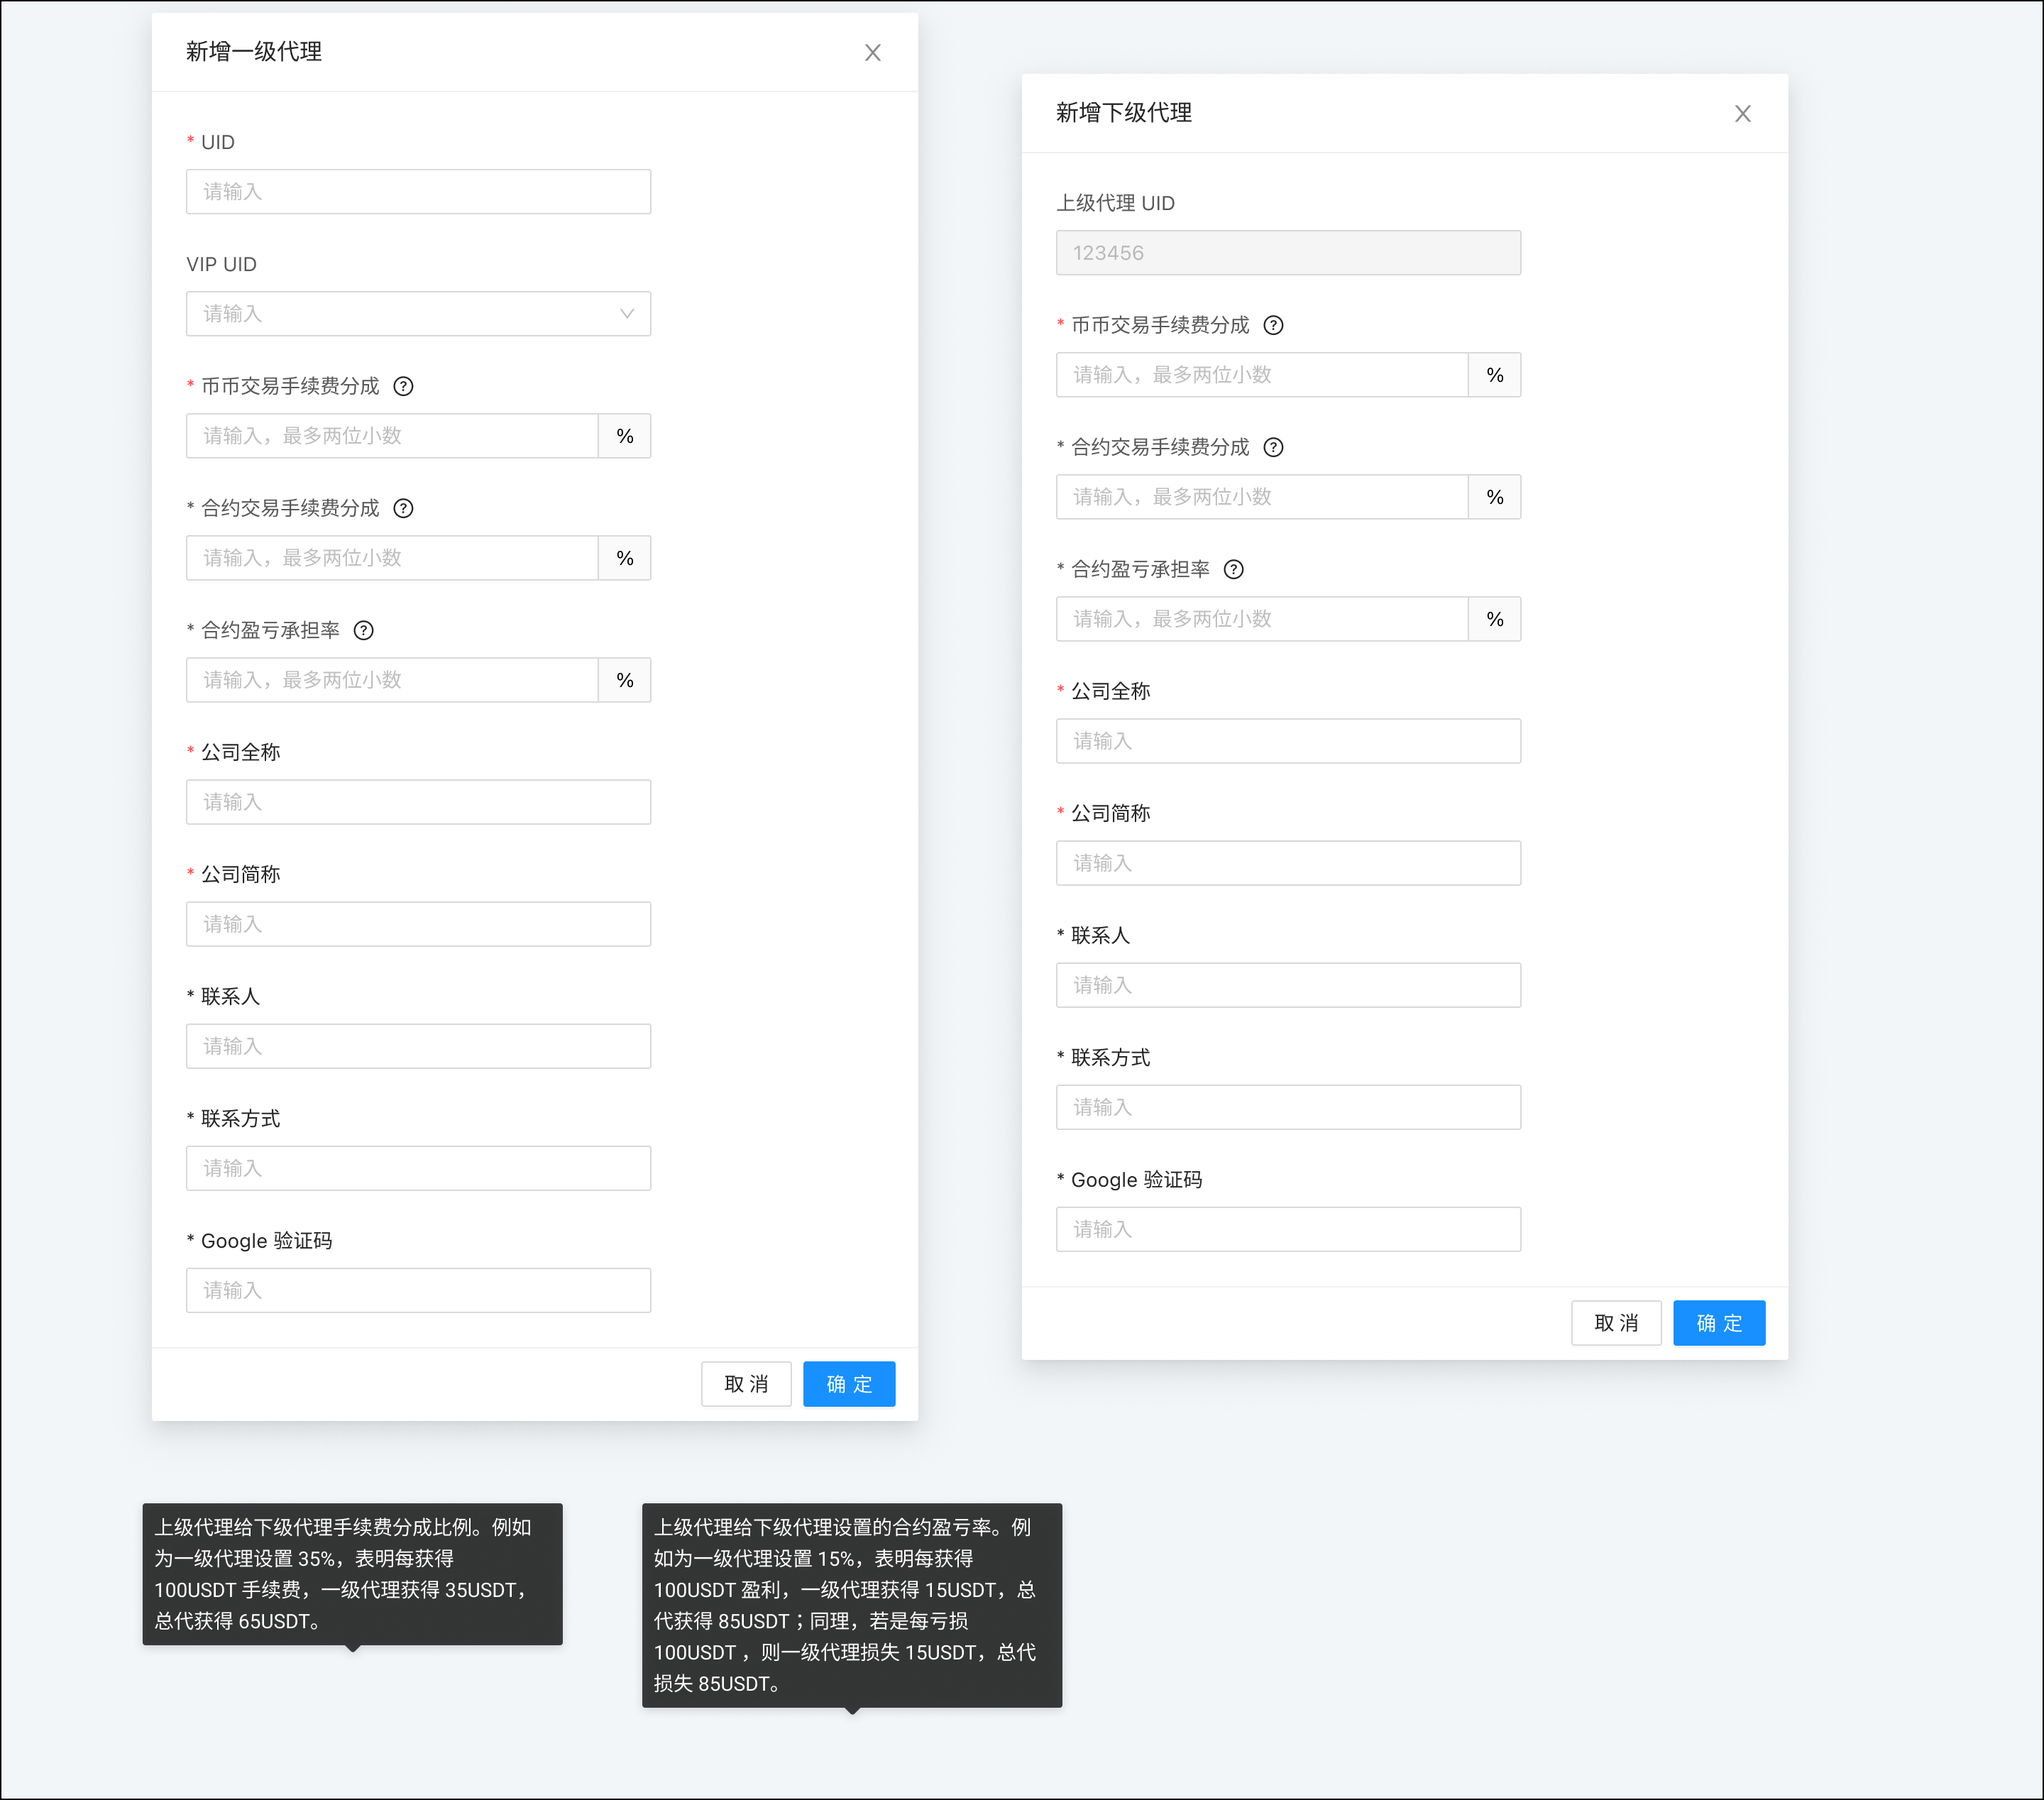 新增一级代理
* UID
请输入
VIP UID
请输入
* 币币交易手续费分成 ?
请输入，最多两位小数 %
* 合约交易手续费分成 ?
请输入，最多两位小数 %
* 合约盈亏承担率 ?
请输入，最多两位小数 %
* 公司全称
请输入
* 公司简称
请输入
* 联系人
请输入
* 联系方式
请输入
* Google 验证码
请输入
取 消 确 定
新增下级代理
上级代理 UID
123456
* 币币交易手续费分成 ?
请输入，最多两位小数 %
* 合约交易手续费分成 ?
请输入，最多两位小数 %
* 合约盈亏承担率 ?
请输入，最多两位小数 %
* 公司全称
请输入
* 公司简称
请输入
* 联系人
请输入
* 联系方式
请输入
* Google 验证码
请输入
取 消 确 定
上级代理给下级代理手续费分成比例。例如
为一级代理设置 35%，表明每获得
100USDT 手续费，一级代理获得 35USDT，
总代获得 65USDT。
上级代理给下级代理设置的合约盈亏率。例
如为一级代理设置 15%，表明每获得
100USDT 盈利，一级代理获得 15USDT，总
代获得 85USDT；同理，若是每亏损
100USDT ，则一级代理损失 15USDT，总代
损失 85USDT。